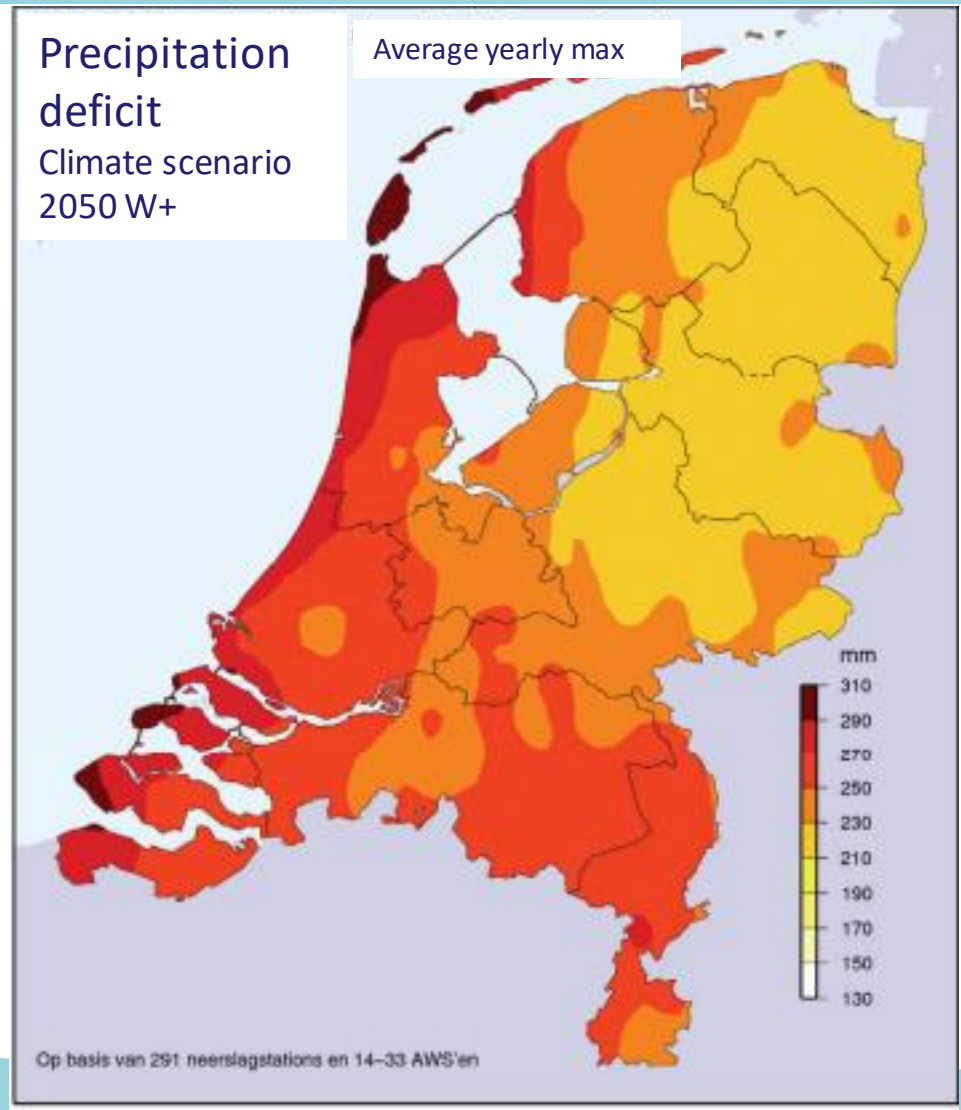 Precipitation
deficit
Climate scenario
2050 W+
Average yearly max
mm
310
290
270
250
230
210
190
170
150
130
Op basis van 291 neerslagstations en 14–33 AWS'en